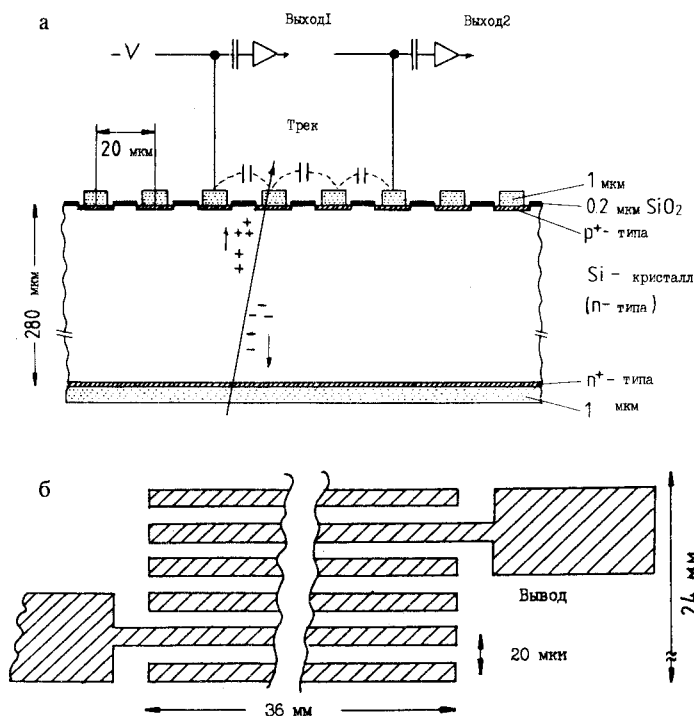 а
Выход1
Выход2
-V
Трек
20
мкм
1 мкм
0.2 мкм SiO2
p+- типа
Si - кристалл
(n- типа)
280 мкм
n+- типа
1 мкм
б
Вывод
24 мм
20 мки
36 мм